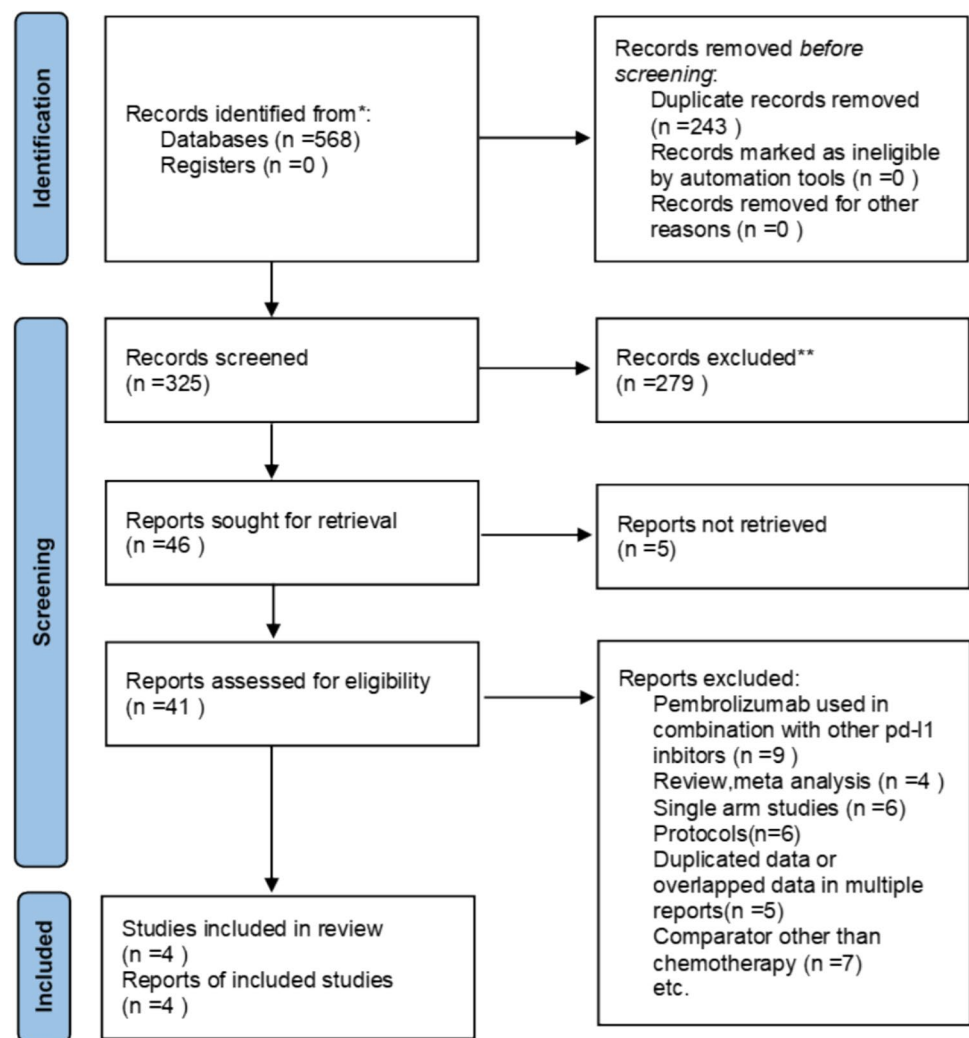 Identification
Records identified from*:
Databases (n =568)
Registers (n =0 )
Records removed before
screening:
Duplicate records removed
(n =243 )
Records marked as ineligible
by automation tools (n =0 )
Records removed for other
reasons (n =0 )
Screening
Records screened
(n =325)
Records excluded**
(n =279 )
Reports sought for retrieval
(n =46 )
Reports not retrieved
(n =5)
Reports assessed for eligibility
(n =41 )
Reports excluded:
Pembrolizumab used in
combination with other pd-l1
inbitors (n =9 )
Review,meta analysis (n =4 )
Single arm studies (n =6)
Protocols(n=6)
Duplicated data or
overlapped data in multiple
reports(n =5)
Comparator other than
chemotherapy (n =7)
etc.
Included
Studies included in review
(n =4 )
Reports of included studies
(n =4 )